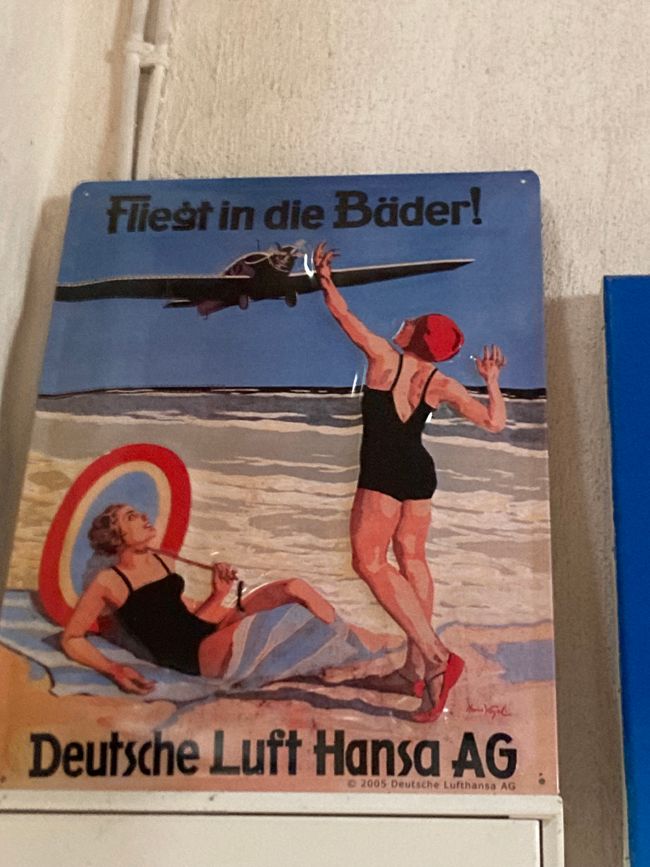 Fliegt in die Bäder!
Deutsche Luft Hansa AG
© 2005 Deutsche Lufthansa AG